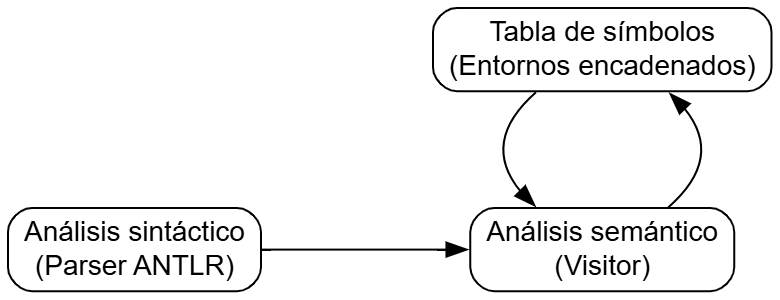 Tabla de símbolos
(Entornos encadenados)
Análisis sintáctico
(Parser ANTLR)
Análisis semántico
(Visitor)